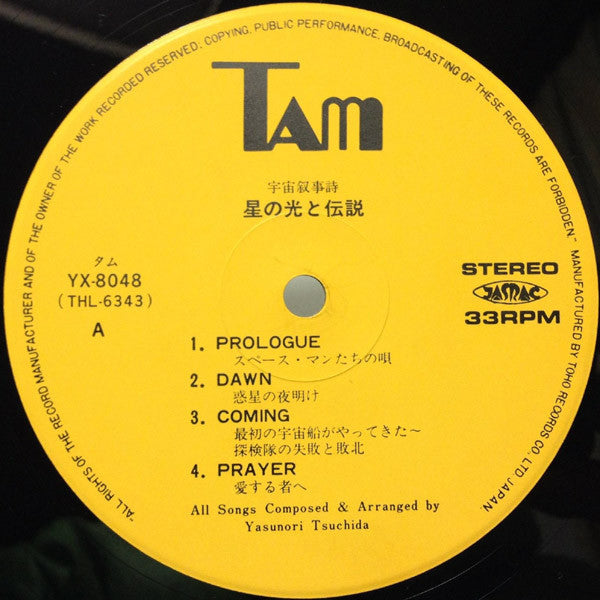 "ALL RIGHTS OF THE RECORD MANUFACTURER AND OF THE OWNER OF THE WORK RECORDED RESERVED. COPYING, PUBLIC PERFORMANCE, BROADCASTING OF THESE RECORDS ARE FORBIDDEN." MANUFACTURED BY TOHO RECORDS CO., LTD JAPAN.
TAM
宇宙叙事詩
星の光と伝説
タム
YX-8048
(THL-6343)
A
STEREO
JASRAC
33RPM
1. PROLOGUE
スペース・マンたちの唄
2. DAWN
惑星の夜明け
3. COMING
最初の宇宙船がやってきた〜
探検隊の失敗と敗北
4. PRAYER
愛する者へ
All Songs Composed & Arranged by
Yasunori Tsuchida